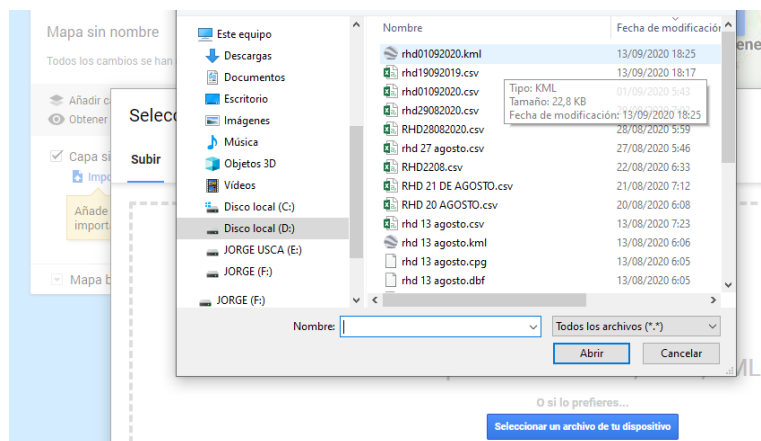 Mapa sin nombre
Todos los cambios se han
Añadir c
Obtener
Capa si
Impo
Añade
import
Mapa b
Selecc
Subir
Este equipo
Descargas
Documentos
Escritorio
Imágenes
Música
Objetos 3D
Vídeos
Disco local (C:)
Disco local (D:)
JORGE USCA (E:)
JORGE (F:)
JORGE (F:)
Nombre Fecha de modificación
rhd01092020.kml 13/09/2020 18:25
rhd19092019.csv 13/09/2020 18:17
rhd01092020.csv 01/09/2020 5:43
rhd29082020.csv
RHD28082020.csv 28/08/2020 5:59
rhd 27 agosto.csv 27/08/2020 5:46
RHD2208.csv 22/08/2020 6:33
RHD 21 DE AGOSTO.csv 21/08/2020 7:12
RHD 20 AGOSTO.csv 20/08/2020 6:08
rhd 13 agosto.csv 13/08/2020 7:23
rhd 13 agosto.kml 13/08/2020 6:06
rhd 13 agosto.cpg 13/08/2020 6:05
rhd 13 agosto.dbf 13/08/2020 6:05
Tipo: KML
Tamaño: 22,8 KB
Fecha de modificación: 13/09/2020 18:25
Nombre:
Todos los archivos (*.*)
Abrir Cancelar
ene
ML
O si lo prefieres...
Seleccionar un archivo de tu dispositivo